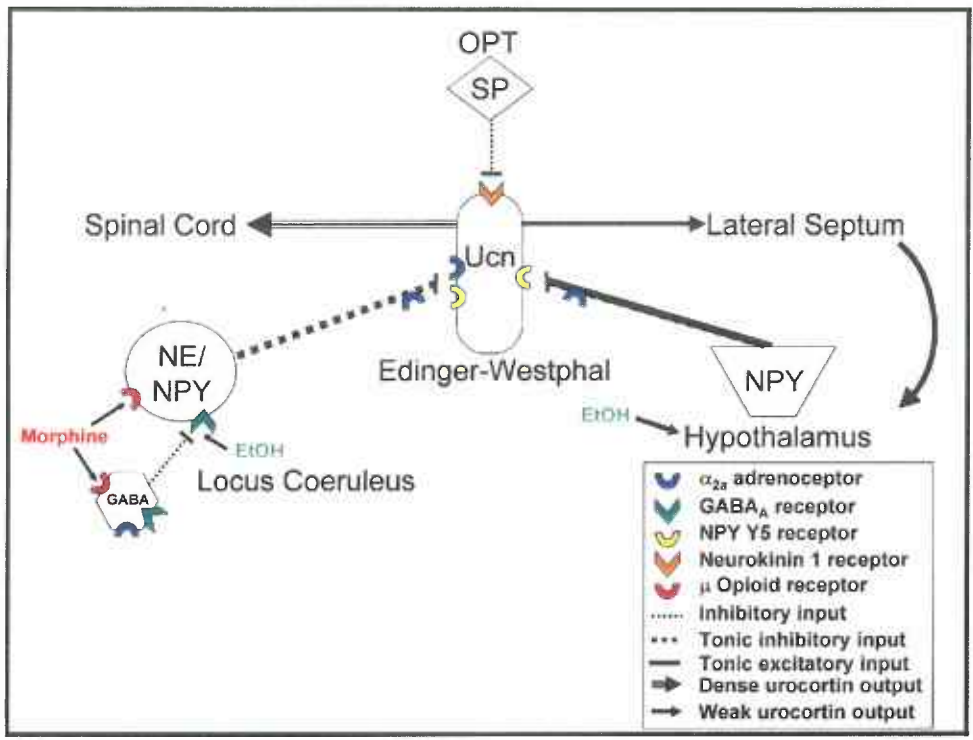 OPT
SP
Spinal Cord
Lateral Septum
Ucn
NE/
NPY
Edinger-Westphal
NPY
EtOH
Hypothalamus
Morphine
EtOH
Locus Coeruleus
GABA
α2a adrenoceptor
GABAA receptor
NPY Y5 receptor
Neurokinin 1 receptor
μ Opioid receptor
Inhibitory input
Tonic inhibitory input
Tonic excitatory input
Dense urocortin output
Weak urocortin output